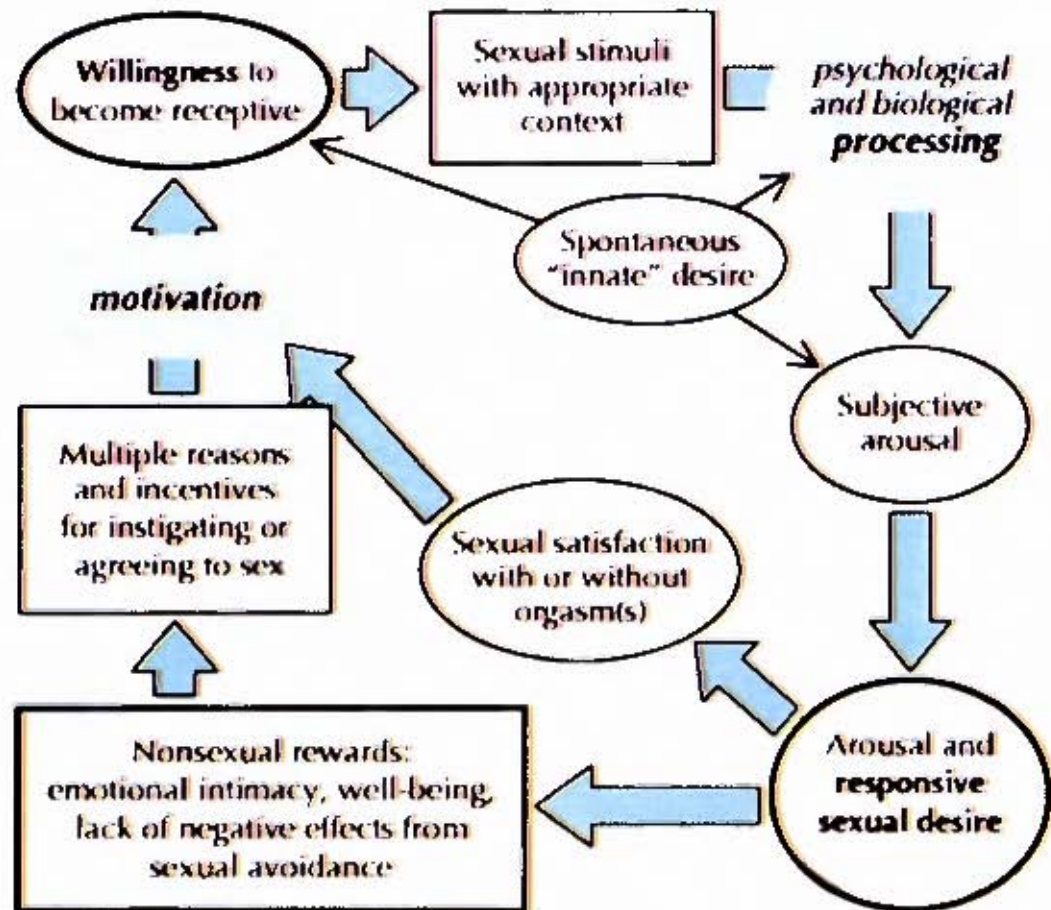 Willingness to
become receptive
Sexual stimuli
with appropriate
context
psychological
and biological
processing
Spontaneous
"innate" desire
motivation
Subjective
arousal
Multiple reasons
and incentives
for instigating or
agreeing to sex
Sexual satisfaction
with or without
orgasm(s)
Nonsexual rewards:
emotional intimacy, well-being,
lack of negative effects from
sexual avoidance
Arousal and
responsive
sexual desire